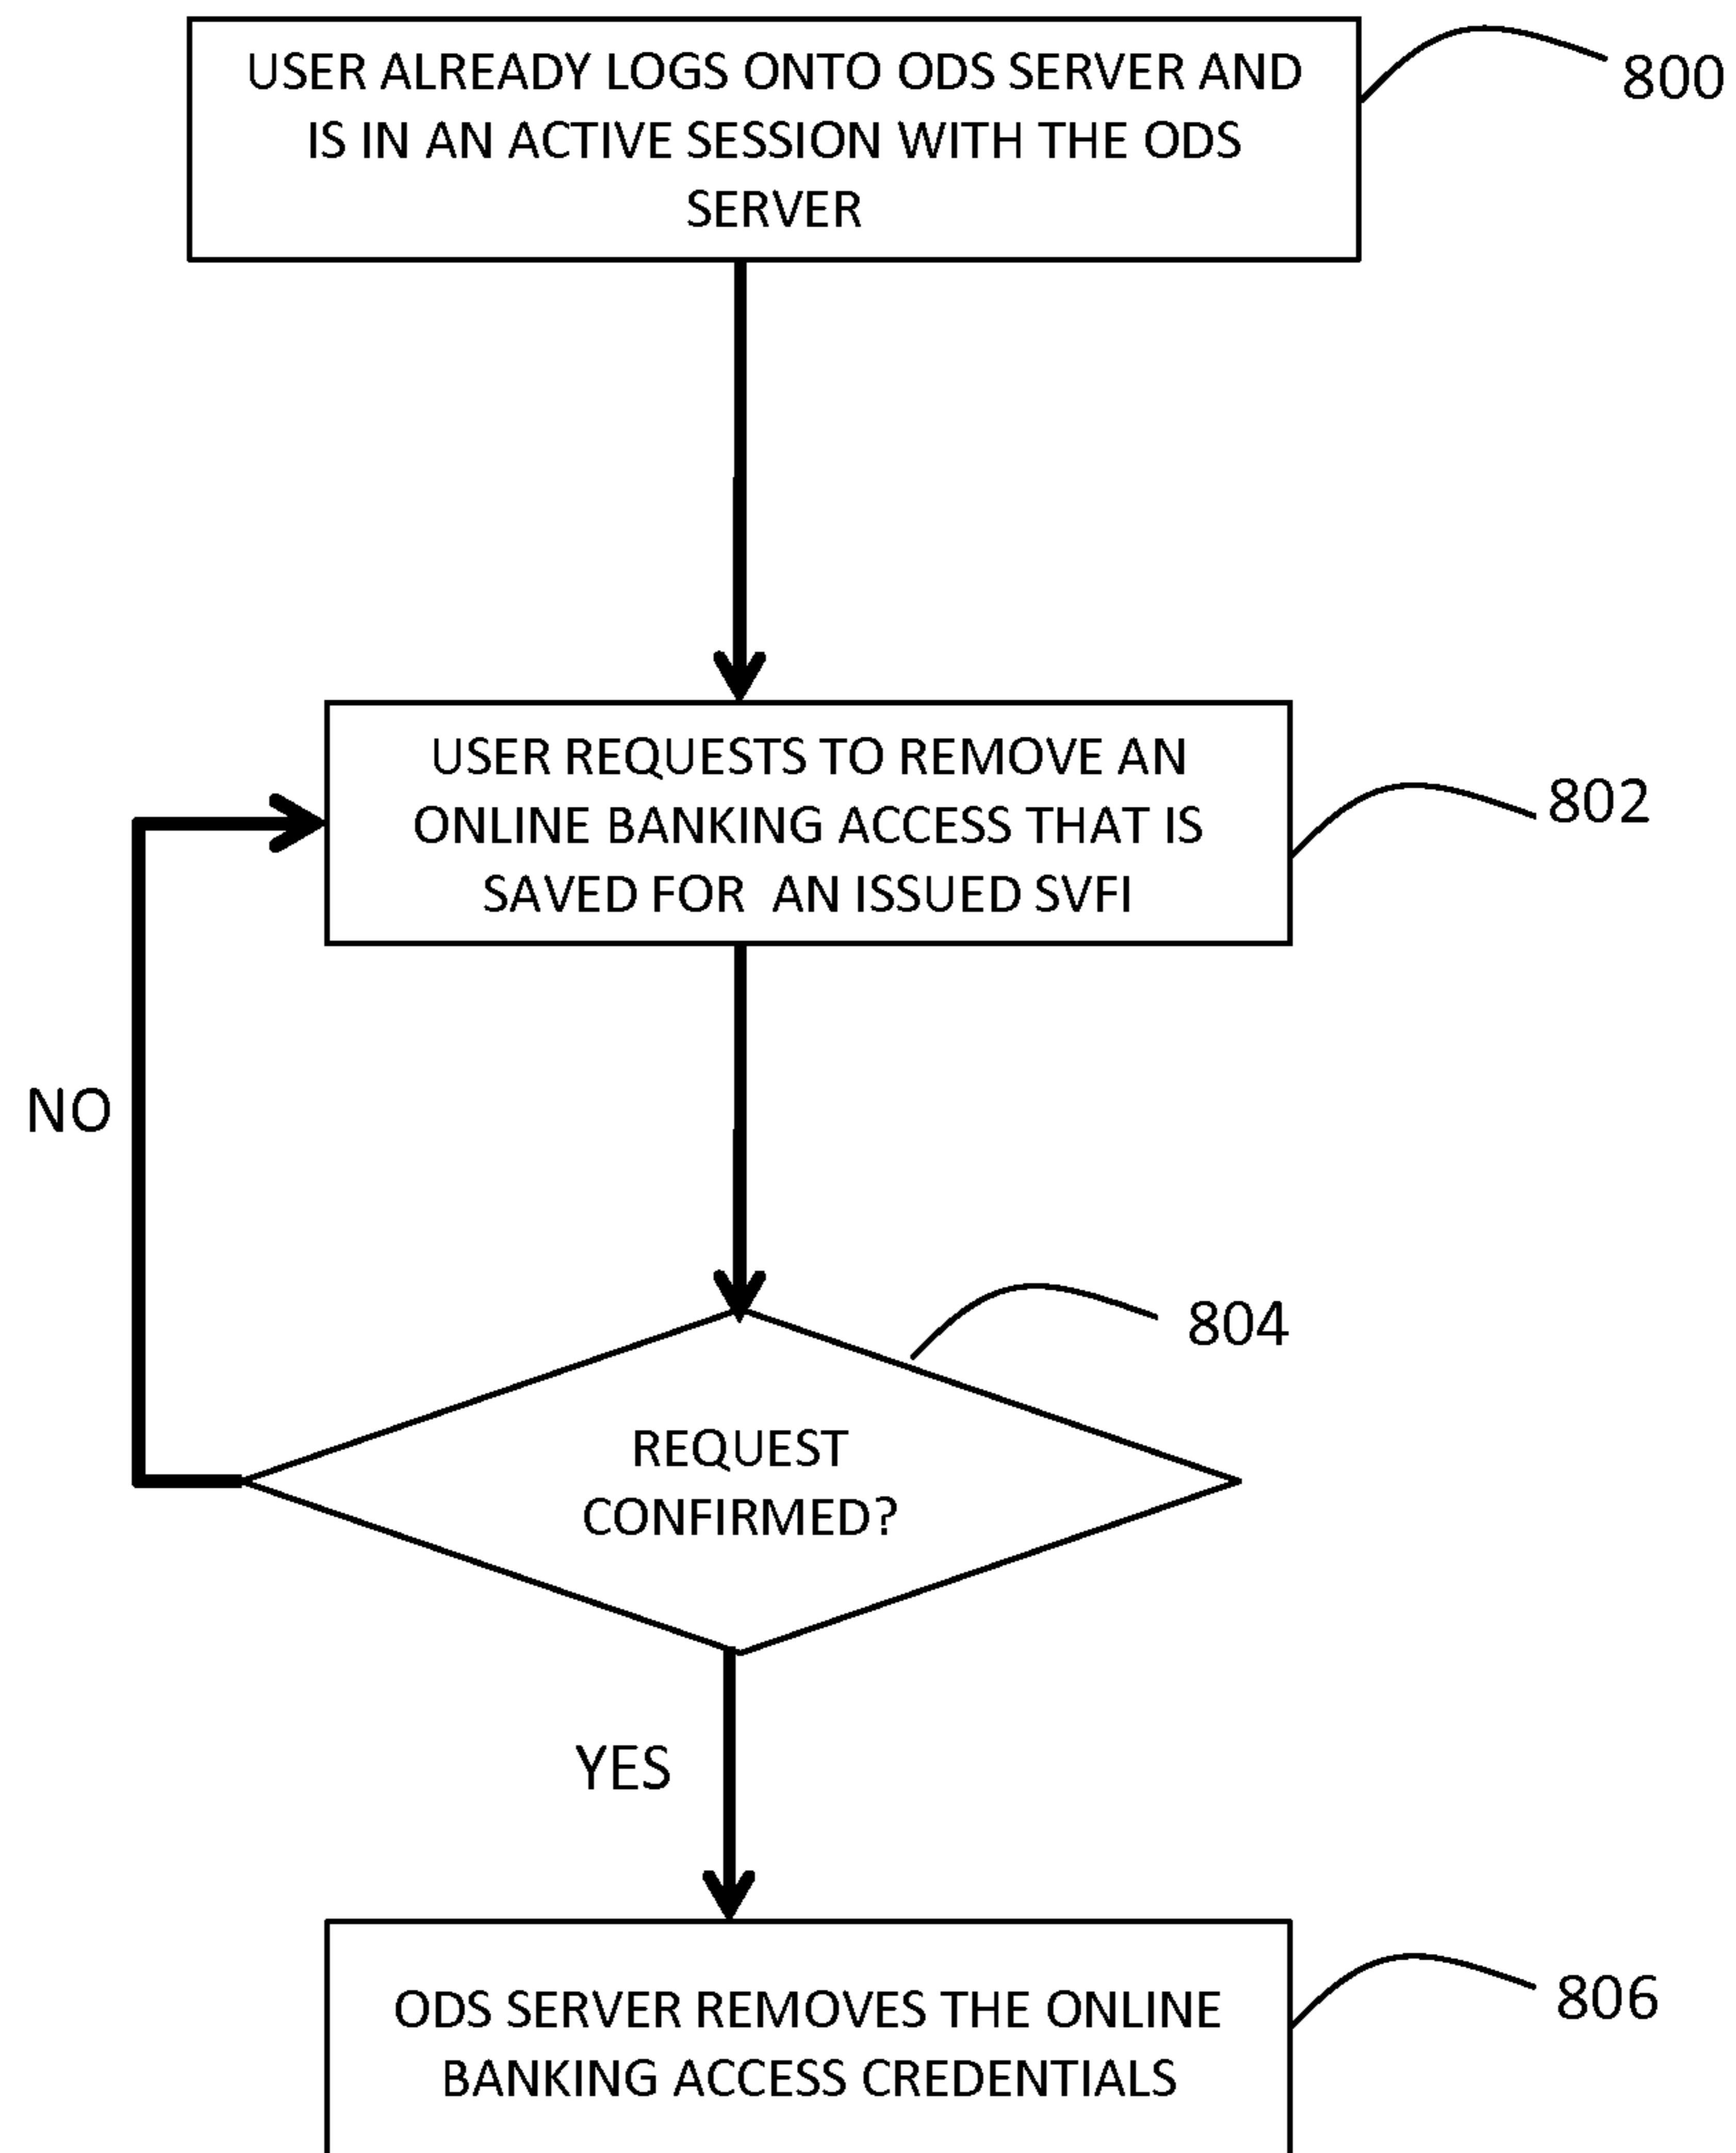 USER ALREADY LOGS ONTO ODS SERVER AND
IS IN AN ACTIVE SESSION WITH THE ODS
SERVER
800
USER REQUESTS TO REMOVE AN
ONLINE BANKING ACCESS THAT IS
SAVED FOR AN ISSUED SVFI
802
NO
804
REQUEST
CONFIRMED?
YES
ODS SERVER REMOVES THE ONLINE
BANKING ACCESS CREDENTIALS
806